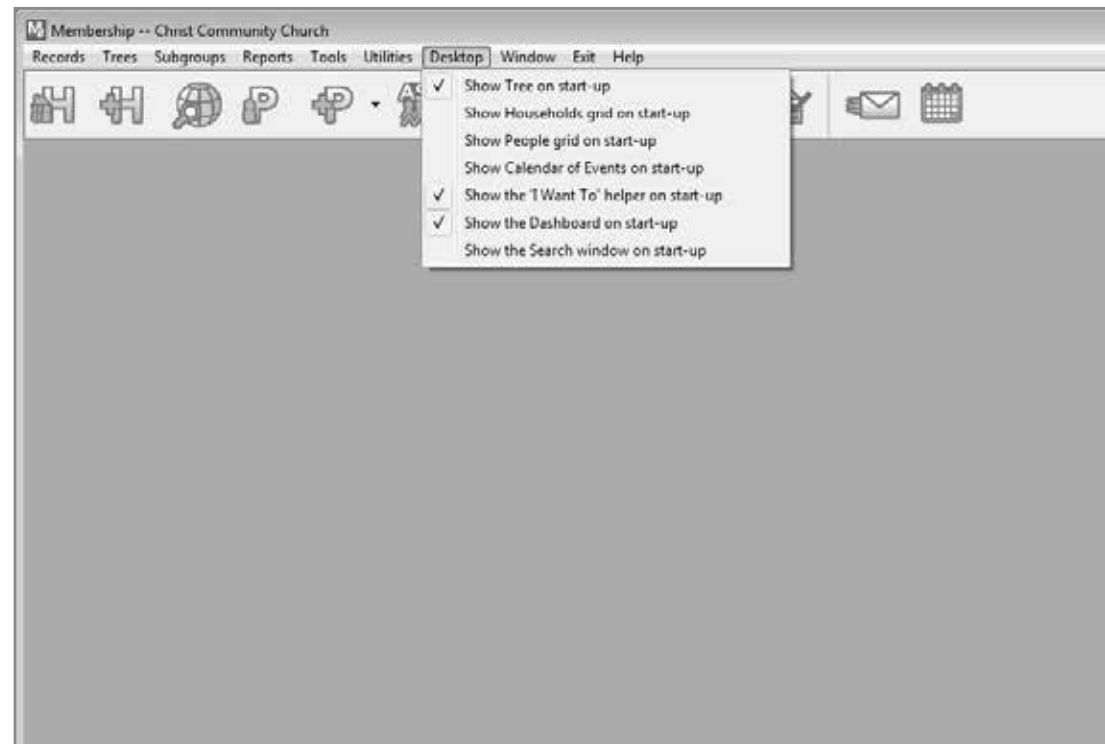 Membership -- Christ Community Church
Records Trees Subgroups Reports Tools Utilities Desktop Window Exit Help
Show Tree on start-up
Show Households grid on start-up
Show People grid on start-up
Show Calendar of Events on start-up
Show the 'I Want To' helper on start-up
Show the Dashboard on start-up
Show the Search window on start-up